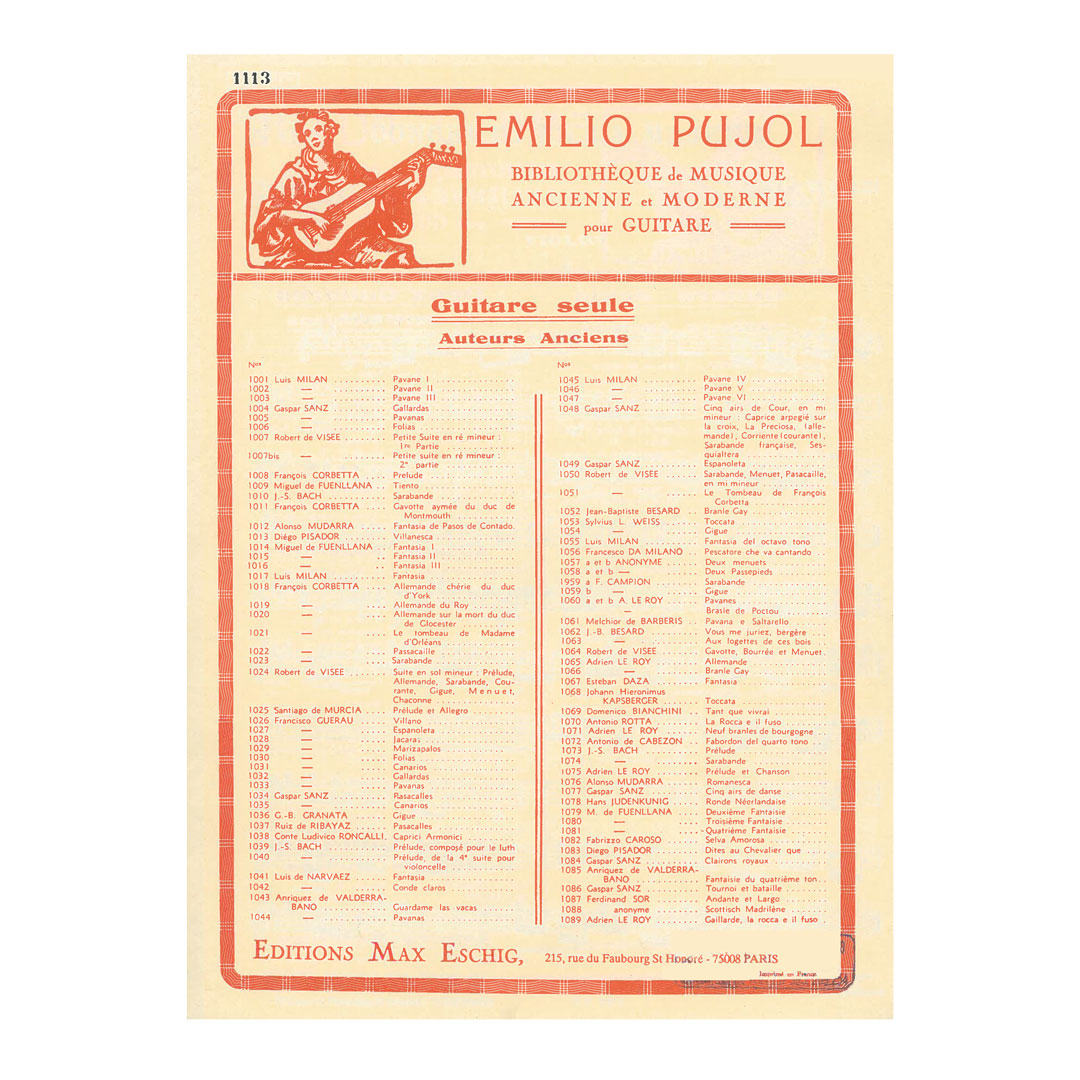 1113
EMILIO PUJOL
BIBLIOTHÈQUE de MUSIQUE
ANCIENNE et MODERNE
pour GUITARE
Guitare seule
Auteurs Anciens
Nos
1001 Luis MILAN .......... Pavane I
1002 — Pavane II
1003 — Pavane III
1004 Gaspar SANZ ........ Gallardas
1005 — Pavanas
1006 — Folias
1007 Robert de VISEE ....... Petite Suite en ré mineur :
1re Partie
1007bis — Petite suite en ré mineur :
2e partie
1008 François CORBETTA .... Prelude
1009 Miguel de FUENLLANA .. Tiento
1010 J.-S. BACH ........... Sarabande
1011 François CORBETTA .... Gavotte aymée du duc de
Montmouth
1012 Alonso MUDARRA ..... Fantasia de Pasos de Contado.
1013 Diégo PISADOR ....... Villanesca
1014 Miguel de FUENLLANA .. Fantasia I
1015 — .. Fantasia II
1016 — .. Fantasia III
1017 Luis MILAN .......... Fantasia
1018 François CORBETTA .... Allemande chérie du duc
d'York
1019 — .... Allemande du Roy
1020 — .... Allemande sur la mort du duc
de Glocester
1021 — .... Le tombeau de Madame
d'Orléans
1022 — .... Passacaille
1023 — .... Sarabande
1024 Robert de VISEE ...... Suite en sol mineur : Prélude,
Allemande, Sarabande, Cou-
rante, Gigue, Menuet,
Chaconne
1025 Santiago de MURCIA ... Prélude et Allegro
1026 Francisco GUERAU ..... Villano
1027 — Espanoleta
1028 — Jacaras
1029 — Marizapalos
1030 — Folias
1031 — Canarios
1032 — Gallardas
1033 — Pavanas
1034 Gaspar SANZ ......... Pasacalles
1035 — Canarios
1036 G.-B. GRANATA ....... Gigue
1037 Ruiz de RIBAYAZ ...... Pasacalles
1038 Conte Ludivico RONCALLI. Caprici Armonici
1039 J.-S. BACH ........... Prélude, composé pour le luth
1040 — Prélude, de la 4e suite pour
violoncelle
1041 Luis de NARVAEZ ..... Fantasia
1042 — Conde claros
1043 Anriquez de VALDERRA-
BANO ............ Guardame las vacas
1044 — Pavanas
Nos
1045 Luis MILAN .......... Pavane IV
1046 — Pavane V
1047 — Pavane VI
1048 Gaspar SANZ ......... Cinq airs de Cour, en mi
mineur : Caprice arpegié sur
la croix, La Preciosa, (alle-
mande), Corriente (courante),
Sarabande française, Ses-
quialtera
1049 Gaspar SANZ ......... Espanoleta
1050 Robert de VISEE ...... Sarabande, Menuet, Pasacaille,
en mi mineur
1051 — Le Tombeau de François
Corbetta
1052 Jean-Baptiste BESARD .. Branle Gay
1053 Sylvius L. WEISS ...... Toccata
1054 — Gigue
1055 Luis MILAN .......... Fantasia del octavo tono
1056 Francesco DA MILANO .. Pescatore che va cantando ..
1057 a et b ANONYME ...... Deux menuets
1058 a et b — Deux Passepieds
1959 a F. CAMPION ........ Sarabande
1059 b — Gigue
1060 a et b A. LE ROY ..... Pavanes
— Brasle de Poctou
1061 Melchior de BARBERIS .. Pavana e Saltarello
1062 J.-B. BESARD ......... Vous me juriez, bergère ...
1063 — Aux logettes de ces bois ...
1064 Robert de VISEE ...... Gavotte, Bourrée et Menuet.
1065 Adrien LE ROY ........ Allemande
1066 — Branle Gay
1067 Esteban DAZA ........ Fantasia
1068 Johann Hieronimus
KAPSBERGER ....... Toccata
1069 Domenico BIANCHINI .. Tant que vivrai
1070 Antonio ROTTA ....... La Rocca e il fuso
1071 Adrien LE ROY ....... Neuf branles de bourgogne ..
1072 Antonio de CABEZON .. Fabordon del quarto tono ..
1073 J.-S. BACH ........... Prélude
1074 — Sarabande
1075 Adrien LE ROY ........ Prélude et Chanson
1076 Alonso MUDARRA ..... Romanesca
1077 Gaspar SANZ ......... Cinq airs de danse
1078 Hans JUDENKUNIG .... Ronde Néerlandaise
1079 M. de FUENLLANA .... Deuxième Fantaisie
1080 — Troisième Fantaisie
1081 — Quatrième Fantaisie
1082 Fabrizzo CAROSO ..... Selva Amorosa
1083 Diego PISADOR ....... Dites au Chevalier que ....
1084 Gaspar SANZ ......... Clairons royaux
1085 Anriquez de VALDERRA-
BANO ............ Fantaisie du quatrième ton..
1086 Gaspar SANZ ......... Tournoi et bataille
1087 Ferdinand SOR ....... Andante et Largo
1088 anonyme ........ Scottisch Madrilène
1089 Adrien LE ROY ....... Gaillarde, la rocca e il fuso .
EDITIONS MAX ESCHIG, 215, rue du Faubourg St Honoré - 75008 PARIS
Imprimé en France